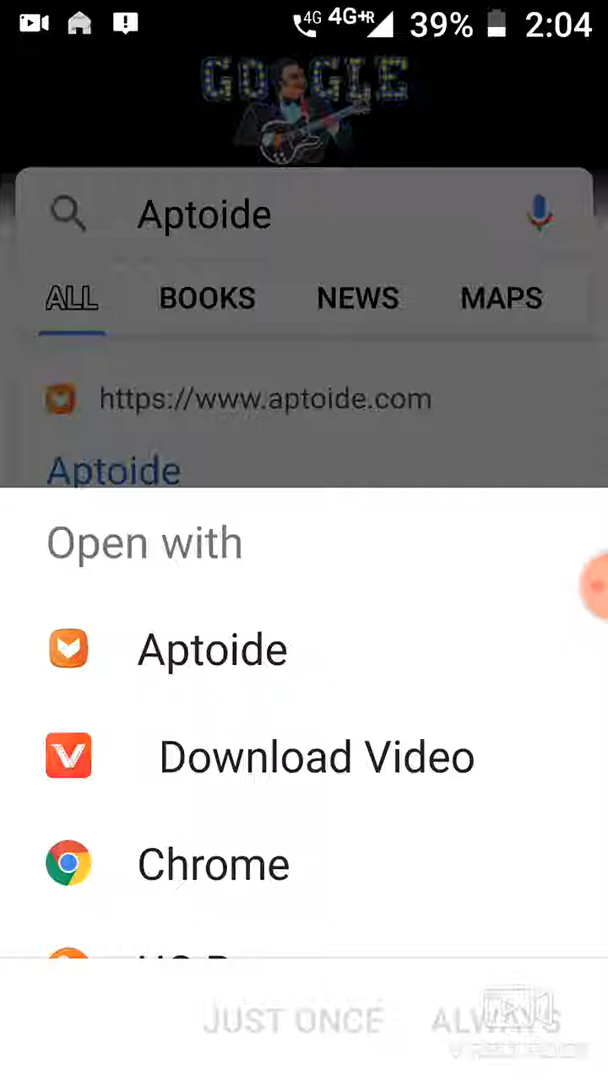 4G 4G+R 39% 2:04
GOOGLE
Aptoide
ALL BOOKS NEWS MAPS
https://www.aptoide.com
Aptoide
Open with
Aptoide
Download Video
Chrome
JUST ONCE ALWAYS